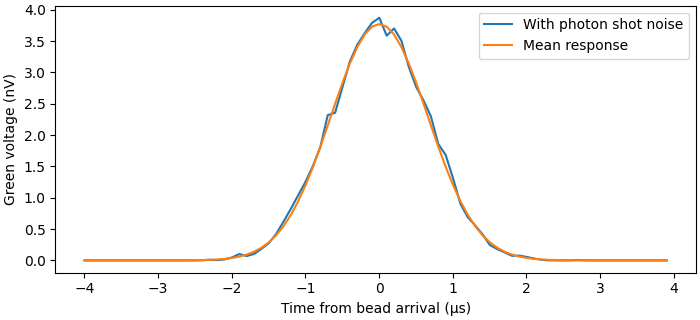 With photon shot noise
Mean response
Green voltage (nV)
4.0
3.5
3.0
2.5
2.0
1.5
1.0
0.5
0.0
−4 −3 −2 −1 0 1 2 3 4
Time from bead arrival (μs)